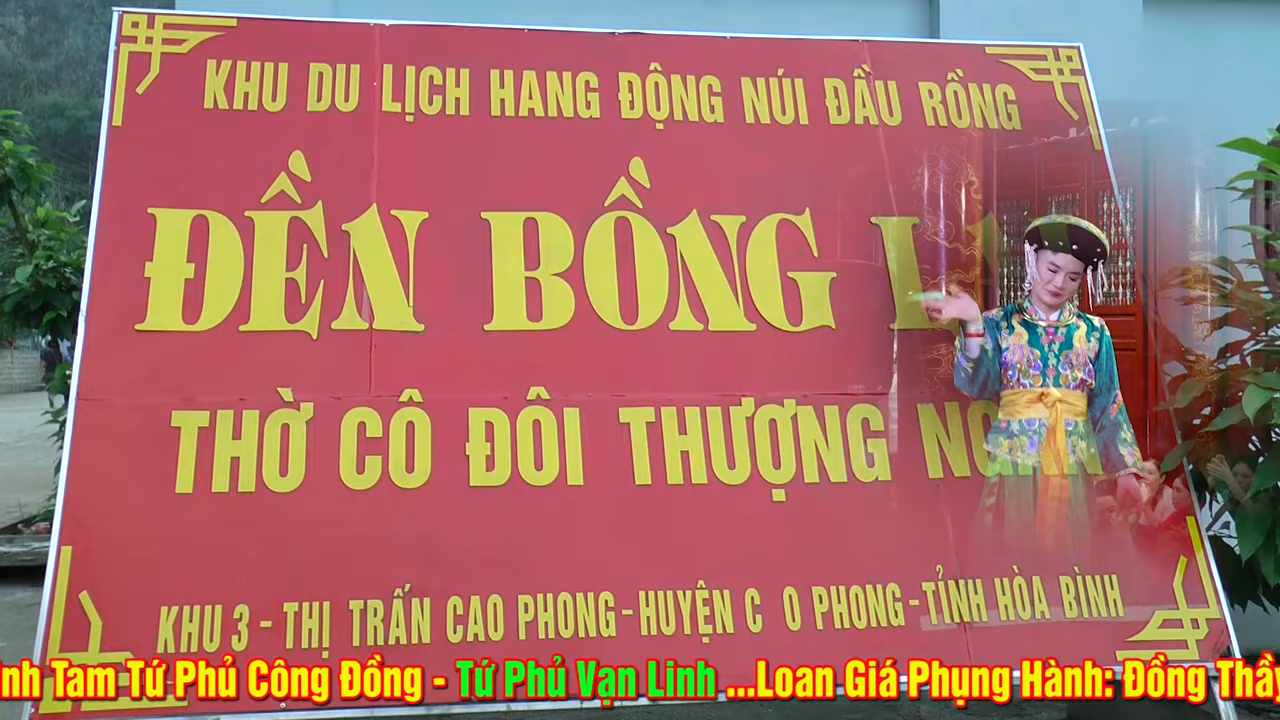 KHU DU LỊCH HANG ĐỘNG NÚI ĐẦU RỒNG
ĐỀN BỒNG L
THỜ CÔ ĐÔI THƯỢNG NGÀN
KHU 3 - THỊ TRẤN CAO PHONG - HUYỆN C O PHONG - TỈNH HÒA BÌNH
inh Tam Tứ Phủ Công Đồng - Tứ Phủ Vạn Linh ...Loan Giá Phụng Hành: Đồng Thầy